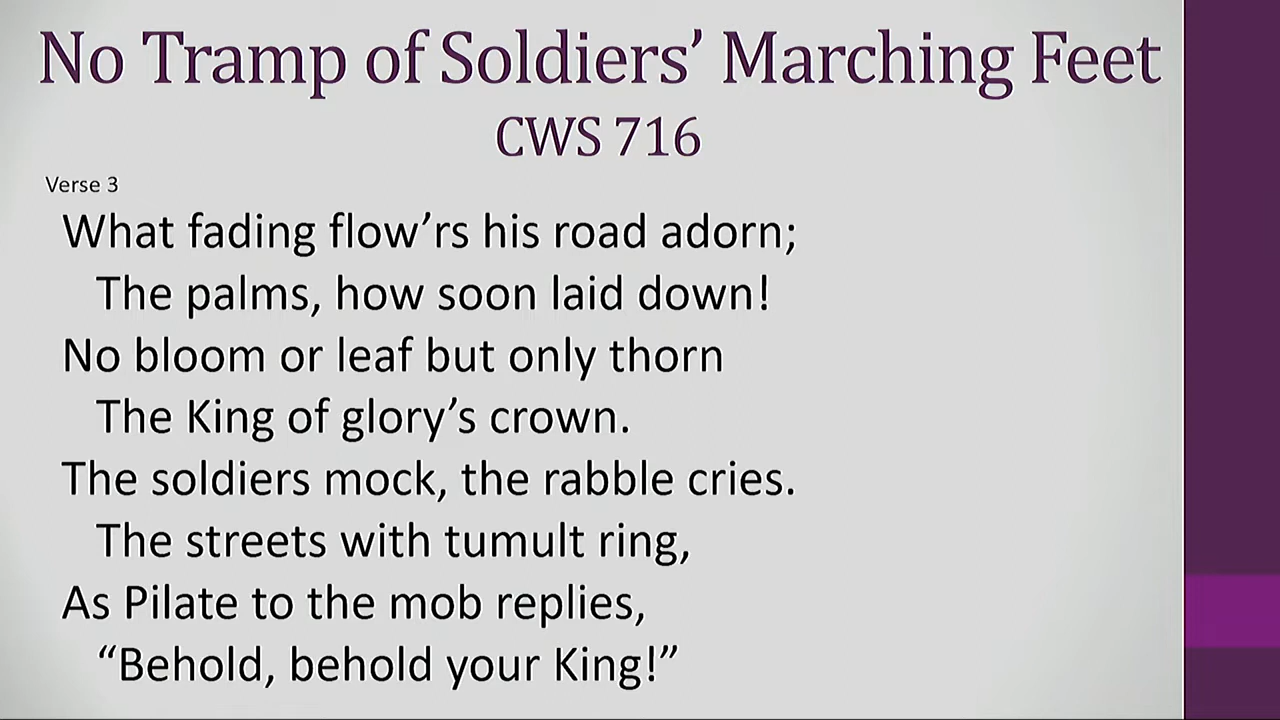 No Tramp of Soldiers’ Marching Feet
CWS 716
Verse 3
What fading flow’rs his road adorn;
The palms, how soon laid down!
No bloom or leaf but only thorn
The King of glory’s crown.
The soldiers mock, the rabble cries.
The streets with tumult ring,
As Pilate to the mob replies,
“Behold, behold your King!”